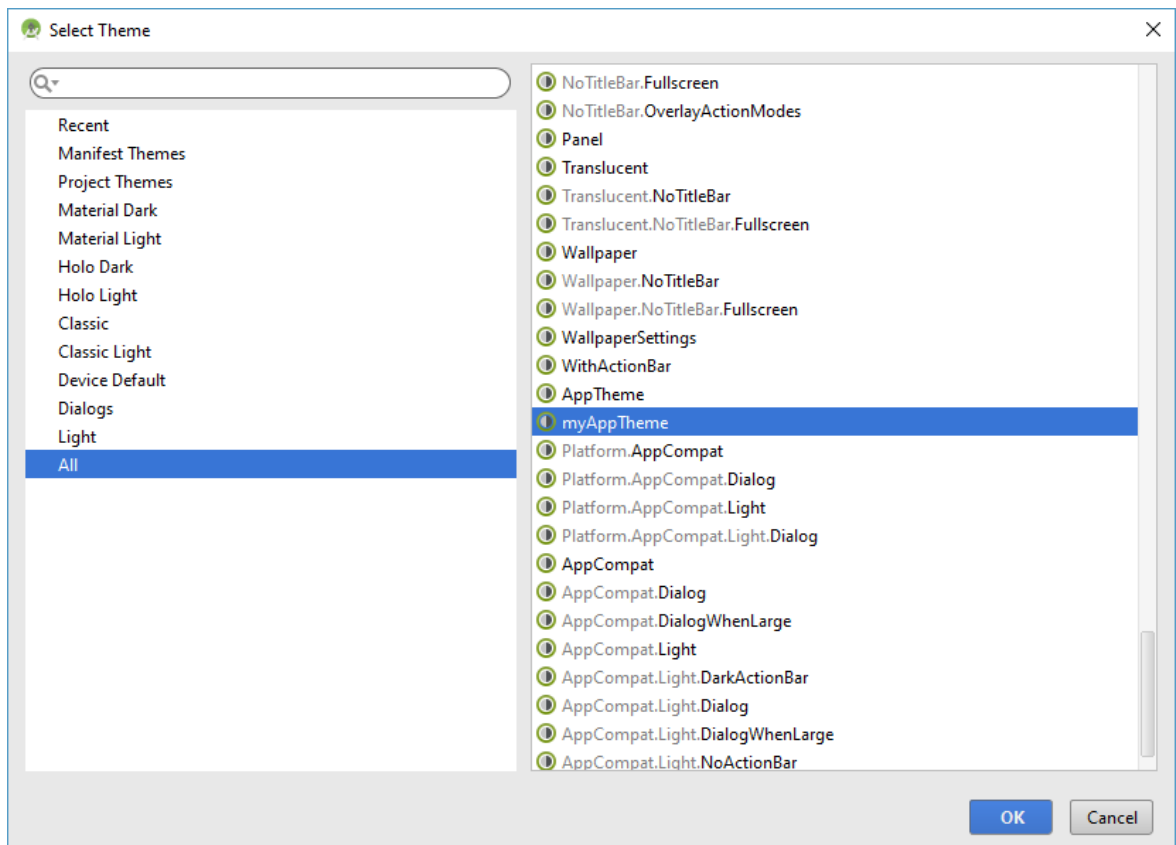 Select Theme
Recent
Manifest Themes
Project Themes
Material Dark
Material Light
Holo Dark
Holo Light
Classic
Classic Light
Device Default
Dialogs
Light
All
NoTitleBar.Fullscreen
NoTitleBar.OverlayActionModes
Panel
Translucent
Translucent.NoTitleBar
Translucent.NoTitleBar.Fullscreen
Wallpaper
Wallpaper.NoTitleBar
Wallpaper.NoTitleBar.Fullscreen
WallpaperSettings
WithActionBar
AppTheme
myAppTheme
Platform.AppCompat
Platform.AppCompat.Dialog
Platform.AppCompat.Light
Platform.AppCompat.Light.Dialog
AppCompat
AppCompat.Dialog
AppCompat.DialogWhenLarge
AppCompat.Light
AppCompat.Light.DarkActionBar
AppCompat.Light.Dialog
AppCompat.Light.DialogWhenLarge
AppCompat.Light.NoActionBar
OK
Cancel